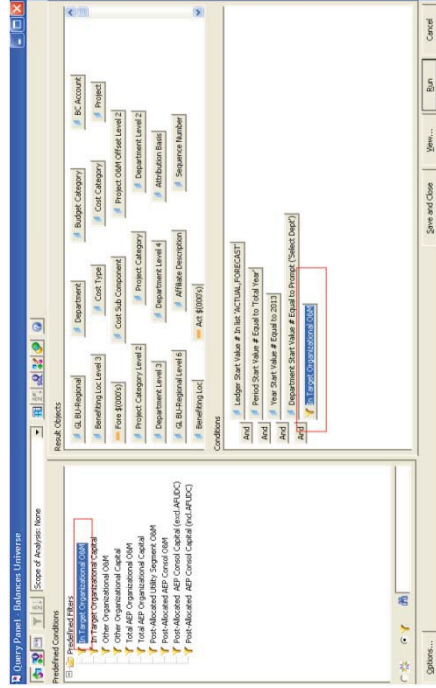 Query Panel - Balances Universe
Scope of Analysis: None
Predefined Conditions
Predefined Filters
In Target Organizational O&M
In Target Organizational Capital
Other Organizational O&M
Other Organizational Capital
Total AEP Organizational O&M
Total AEP Organizational Capital
Post-Allocated Utility Segment O&M
Post-Allocated AEP Consol O&M
Post-Allocated AEP Consol Capital (excl.AFUDC)
Post-Allocated AEP Consol Capital (incl.AFUDC)
Result Objects
GL BU-Regional Department Budget Category BC Account
Benefiting Loc Level 3 Cost Type Cost Category Project
Fore $(000's) Cost Sub Component Project O&M Offset Level 2
Project Category Level 2 Project Category Department Level 2
Department Level 3 Department Level 4 Attribution Basis
GL BU-Regional Level 6 Affiliate Description Sequence Number
Benefiting Loc Act $(000's)
Conditions
And Ledger Start Value # In list 'ACTUAL,FORECAST'
And Period Start Value # Equal to 'Total Year'
And Year Start Value # Equal to 2013
And Department Start Value # Equal to Prompt ('Select Dept')
And In Target Organizational O&M
Options... Save and Close View... Run Cancel